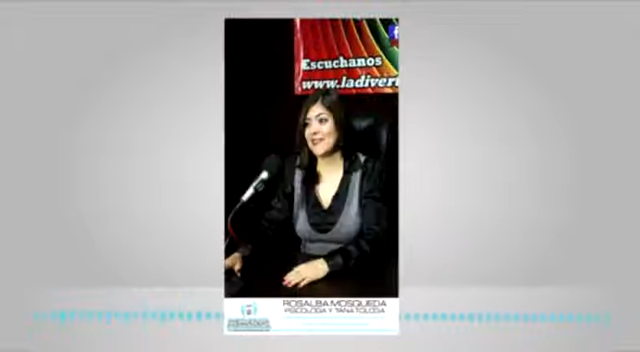 Escuchanos
www.ladiver
ROSALBA MOSQUEDA
PSICOLOGA Y TANATOLOGA